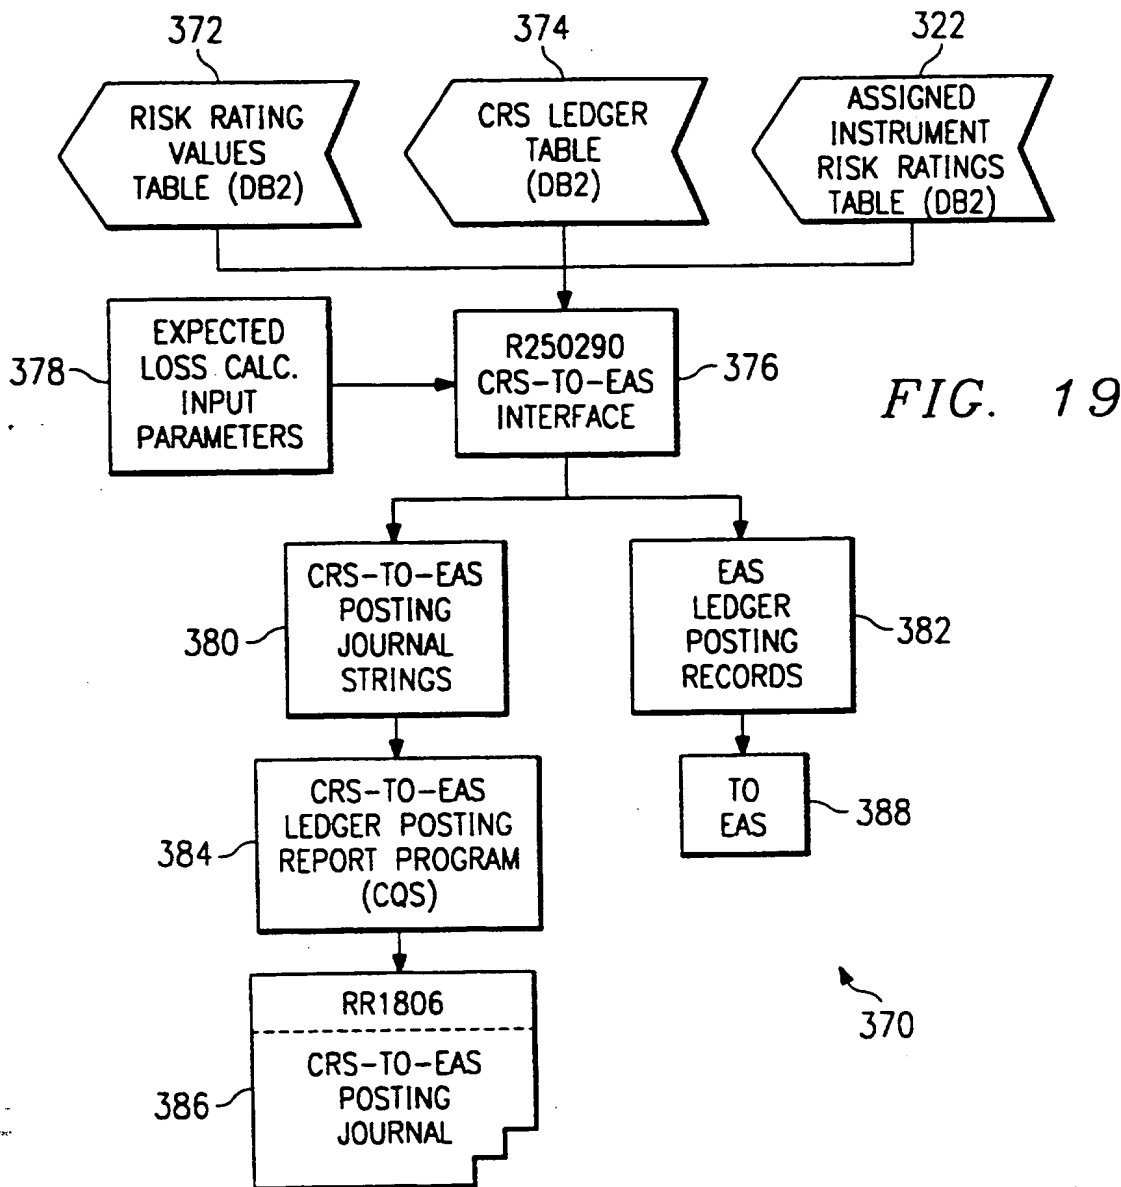 372
374
322
RISK RATING
VALUES
TABLE (DB2)
CRS LEDGER
TABLE
(DB2)
ASSIGNED
INSTRUMENT
RISK RATINGS
TABLE (DB2)
378
EXPECTED
LOSS CALC.
INPUT
PARAMETERS
R250290
CRS-TO-EAS
INTERFACE
376
FIG. 19
380
CRS-TO-EAS
POSTING
JOURNAL
STRINGS
EAS
LEDGER
POSTING
RECORDS
382
384
CRS-TO-EAS
LEDGER POSTING
REPORT PROGRAM
(CQS)
TO
EAS
388
386
RR1806
CRS-TO-EAS
POSTING
JOURNAL
370